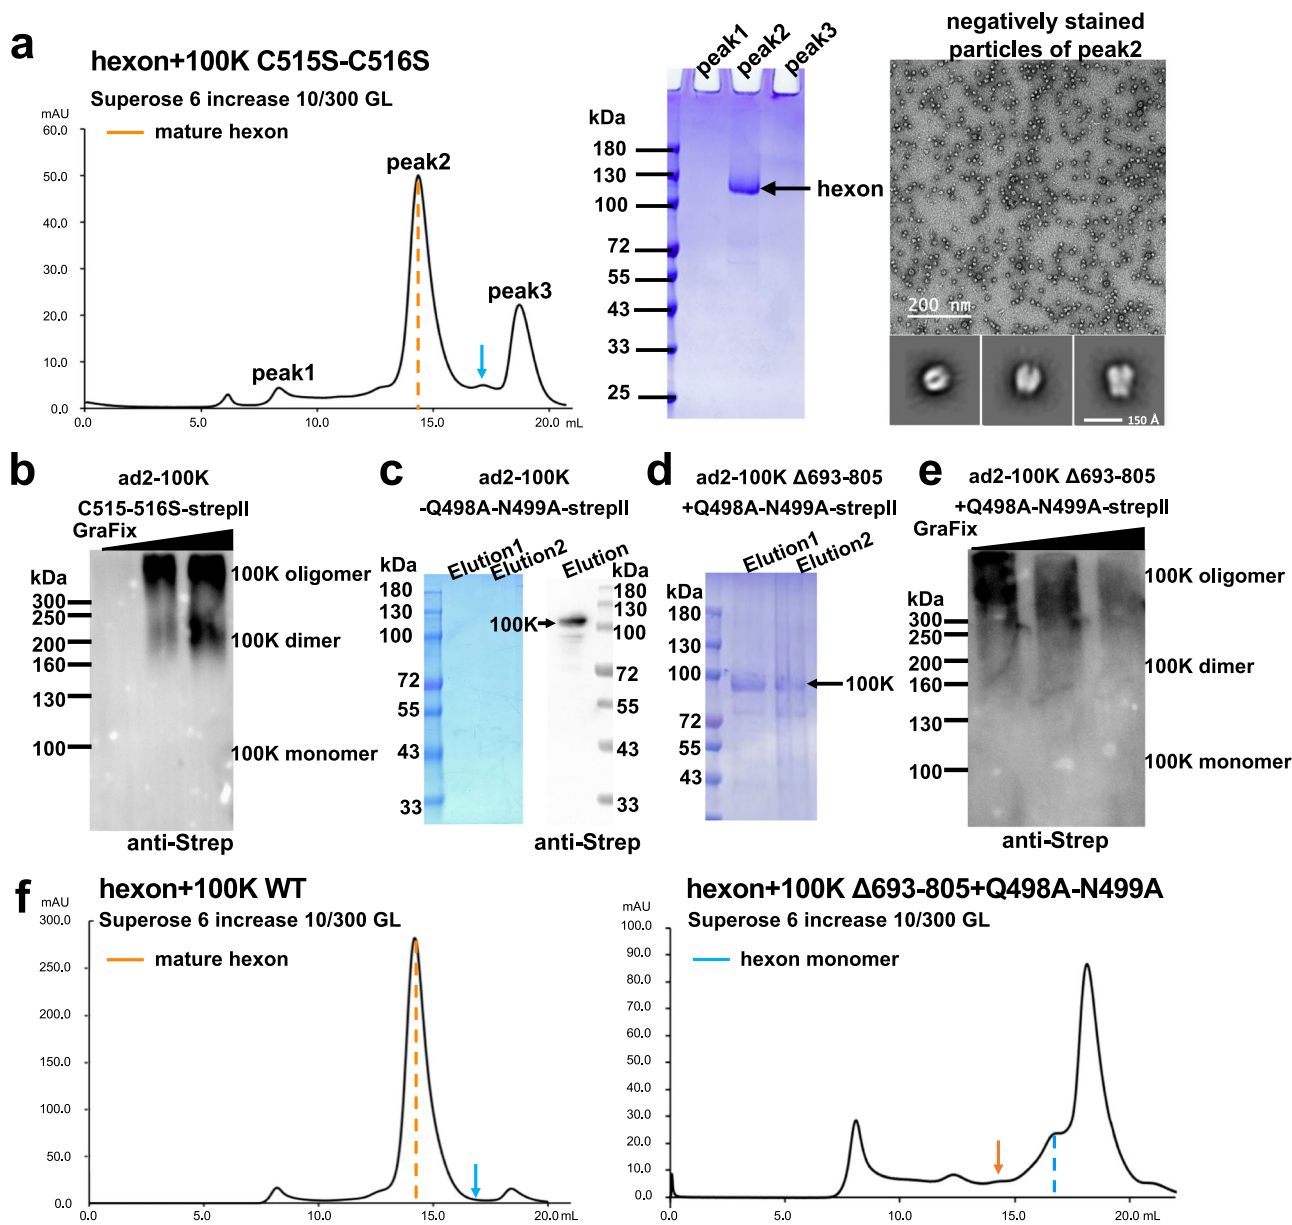 a
hexon+100K C515S-C516S
Superose 6 increase 10/300 GL
mAU
mature hexon
60.0
50.0
40.0
30.0
20.0
10.0
0.0
peak1
peak2
peak3
0.0 5.0 10.0 15.0 20.0 mL
peak1 peak2 peak3
kDa
180
130
100
72
55
43
33
25
hexon
negatively stained
particles of peak2
200 nm
150 Å
b
ad2-100K
C515-516S-strepII
GraFix
kDa
300
250
200
160
130
100
100K oligomer
100K dimer
100K monomer
anti-Strep
c
ad2-100K
-Q498A-N499A-strepII
Elution1 Elution2 Elution
kDa
180
130
100
72
55
43
33
100K
kDa
180
130
100
72
55
43
33
anti-Strep
d
ad2-100K Δ693-805
+Q498A-N499A-strepII
Elution1 Elution2
kDa
180
130
100
72
55
43
100K
e
ad2-100K Δ693-805
+Q498A-N499A-strepII
GraFix
kDa
300
250
200
160
130
100
100K oligomer
100K dimer
100K monomer
anti-Strep
f
hexon+100K WT
Superose 6 increase 10/300 GL
mAU
mature hexon
300.0
250.0
200.0
150.0
100.0
50.0
0.0
0.0 5.0 10.0 15.0 20.0 mL
hexon+100K Δ693-805+Q498A-N499A
Superose 6 increase 10/300 GL
mAU
hexon monomer
100.0
90.0
80.0
70.0
60.0
50.0
40.0
30.0
20.0
10.0
0.0
0.0 5.0 10.0 15.0 20.0 mL